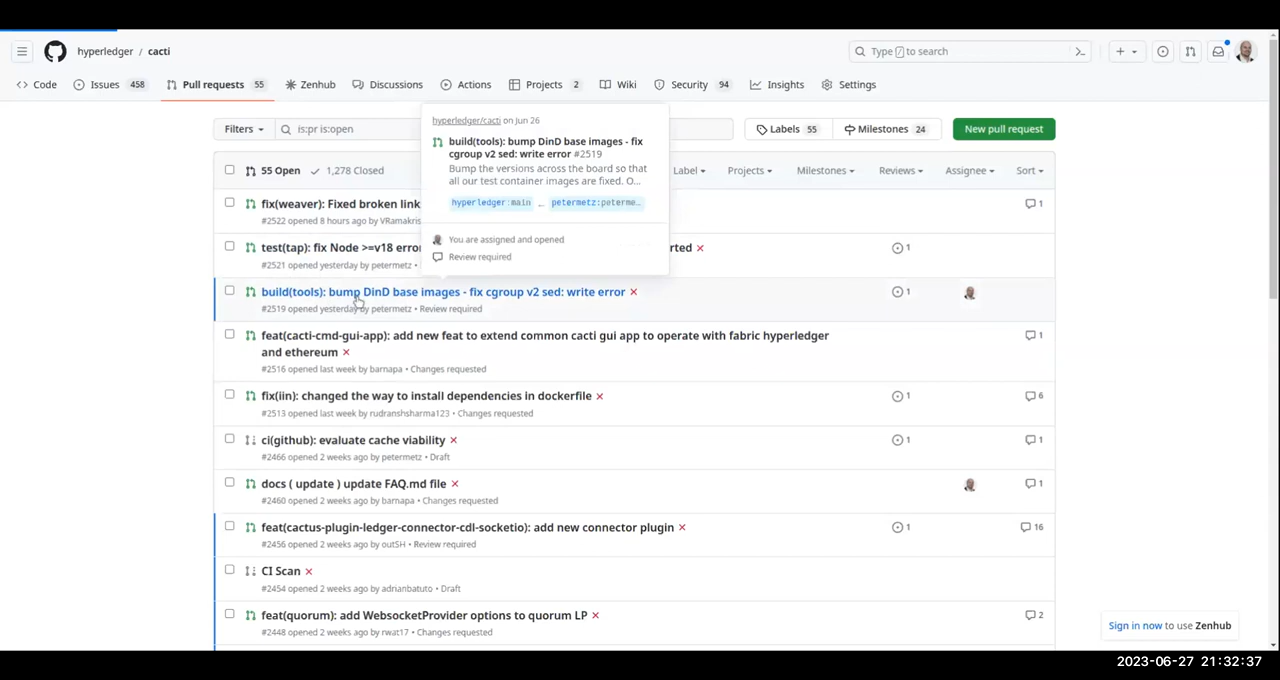 hyperledger / cacti
Type / to search
Code
Issues 458
Pull requests 55
Zenhub
Discussions
Actions
Projects 2
Wiki
Security 94
Insights
Settings
Filters
is:pr is:open
Labels 55
Milestones 24
New pull request
hyperledger/cacti on Jun 26
build(tools): bump DinD base images - fix
cgroup v2 sed: write error #2519
Bump the versions across the board so that
all our test container images are fixed. O...
hyperledger:main ← petermetz:peterme…
You are assigned and opened
Review required
55 Open
1,278 Closed
Label
Projects
Milestones
Reviews
Assignee
Sort
fix(weaver): Fixed broken link
1
#2522 opened 8 hours ago by VRamakris
test(tap): fix Node >=v18 error
rted
1
#2521 opened yesterday by petermetz •
build(tools): bump DinD base images - fix cgroup v2 sed: write error
1
#2519 opened yesterday by petermetz • Review required
feat(cacti-cmd-gui-app): add new feat to extend common cacti gui app to operate with fabric hyperledger
and ethereum
1
#2516 opened last week by barnapa • Changes requested
fix(iin): changed the way to install dependencies in dockerfile
1
6
#2513 opened last week by rudranshsharma123 • Changes requested
ci(github): evaluate cache viability
1
1
#2466 opened 2 weeks ago by petermetz • Draft
docs ( update ) update FAQ.md file
1
#2460 opened 2 weeks ago by barnapa • Changes requested
feat(cactus-plugin-ledger-connector-cdl-socketio): add new connector plugin
1
16
#2456 opened 2 weeks ago by outSH • Review required
CI Scan
#2454 opened 2 weeks ago by adrianbatuto • Draft
feat(quorum): add WebsocketProvider options to quorum LP
2
#2448 opened 2 weeks ago by rwat17 • Changes requested
Sign in now to use Zenhub
2023-06-27 21:32:37